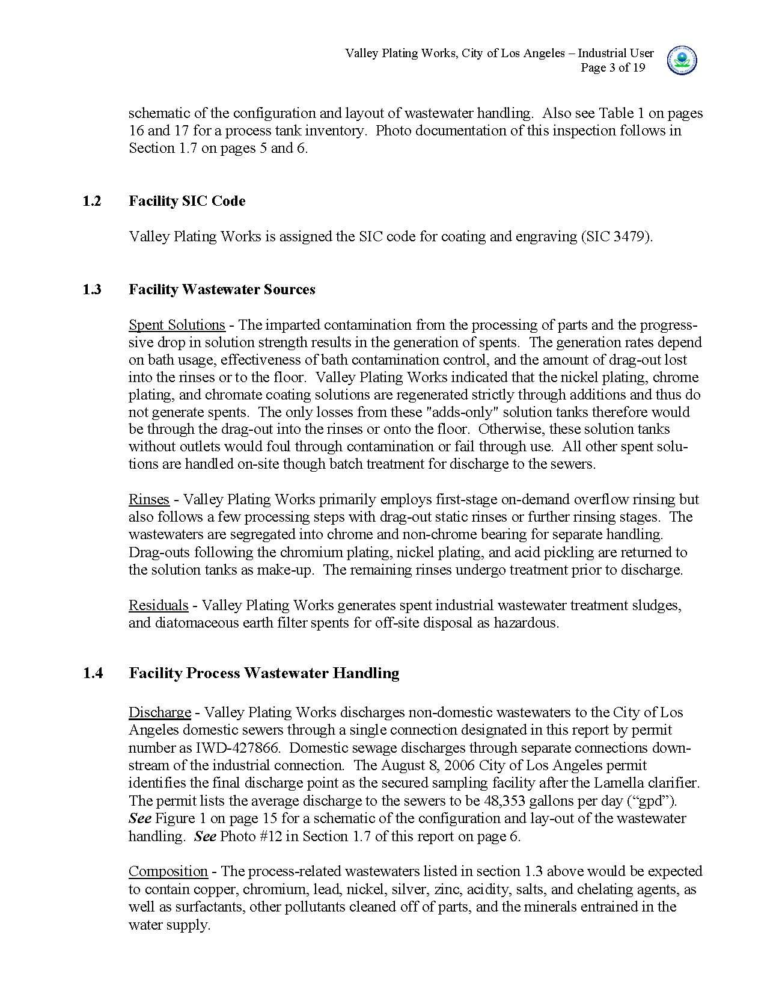 Valley Plating Works, City of Los Angeles – Industrial User
Page 3 of 19
schematic of the configuration and layout of wastewater handling.  Also see Table 1 on pages
16 and 17 for a process tank inventory.  Photo documentation of this inspection follows in
Section 1.7 on pages 5 and 6.
1.2 Facility SIC Code
Valley Plating Works is assigned the SIC code for coating and engraving (SIC 3479).
1.3 Facility Wastewater Sources
Spent Solutions - The imparted contamination from the processing of parts and the progress-
sive drop in solution strength results in the generation of spents.  The generation rates depend
on bath usage, effectiveness of bath contamination control, and the amount of drag-out lost
into the rinses or to the floor.  Valley Plating Works indicated that the nickel plating, chrome
plating, and chromate coating solutions are regenerated strictly through additions and thus do
not generate spents.  The only losses from these "adds-only" solution tanks therefore would
be through the drag-out into the rinses or onto the floor.  Otherwise, these solution tanks
without outlets would foul through contamination or fail through use.  All other spent solu-
tions are handled on-site though batch treatment for discharge to the sewers.
Rinses - Valley Plating Works primarily employs first-stage on-demand overflow rinsing but
also follows a few processing steps with drag-out static rinses or further rinsing stages.  The
wastewaters are segregated into chrome and non-chrome bearing for separate handling.
Drag-outs following the chromium plating, nickel plating, and acid pickling are returned to
the solution tanks as make-up.  The remaining rinses undergo treatment prior to discharge.
Residuals - Valley Plating Works generates spent industrial wastewater treatment sludges,
and diatomaceous earth filter spents for off-site disposal as hazardous.
1.4 Facility Process Wastewater Handling
Discharge - Valley Plating Works discharges non-domestic wastewaters to the City of Los
Angeles domestic sewers through a single connection designated in this report by permit
number as IWD-427866.  Domestic sewage discharges through separate connections down-
stream of the industrial connection.  The August 8, 2006 City of Los Angeles permit
identifies the final discharge point as the secured sampling facility after the Lamella clarifier.
The permit lists the average discharge to the sewers to be 48,353 gallons per day (“gpd”).
See Figure 1 on page 15 for a schematic of the configuration and lay-out of the wastewater
handling.  See Photo #12 in Section 1.7 of this report on page 6.
Composition - The process-related wastewaters listed in section 1.3 above would be expected
to contain copper, chromium, lead, nickel, silver, zinc, acidity, salts, and chelating agents, as
well as surfactants, other pollutants cleaned off of parts, and the minerals entrained in the
water supply.